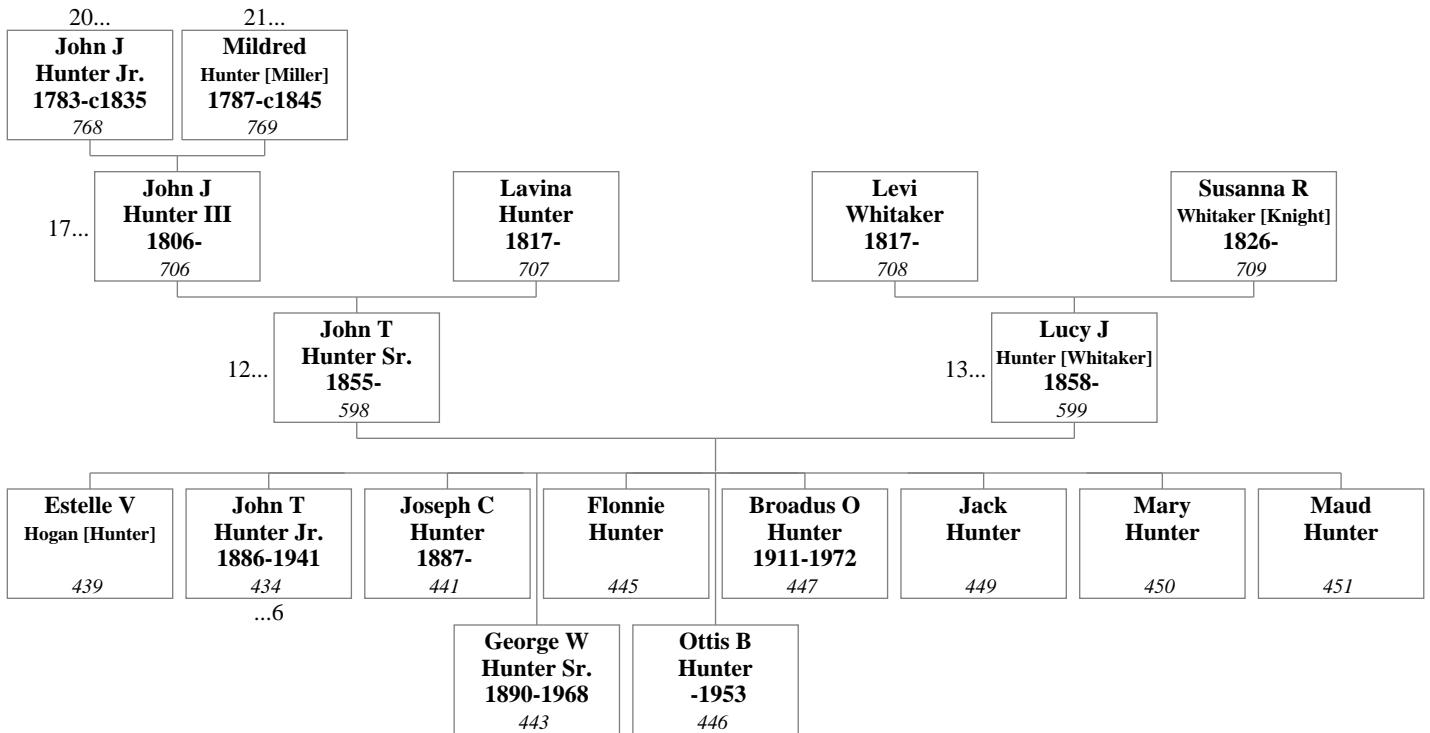 20...
21...
John J
Hunter Jr.
1783-c1835
768
Mildred
Hunter [Miller]
1787-c1845
769
17...
John J
Hunter III
1806-
706
Lavina
Hunter
1817-
707
Levi
Whitaker
1817-
708
Susanna R
Whitaker [Knight]
1826-
709
12...
John T
Hunter Sr.
1855-
598
13...
Lucy J
Hunter [Whitaker]
1858-
599
Estelle V
Hogan [Hunter]
439
John T
Hunter Jr.
1886-1941
434
...6
Joseph C
Hunter
1887-
441
Flonnie
Hunter
445
Broadus O
Hunter
1911-1972
447
Jack
Hunter
449
Mary
Hunter
450
Maud
Hunter
451
George W
Hunter Sr.
1890-1968
443
Ottis B
Hunter
-1953
446